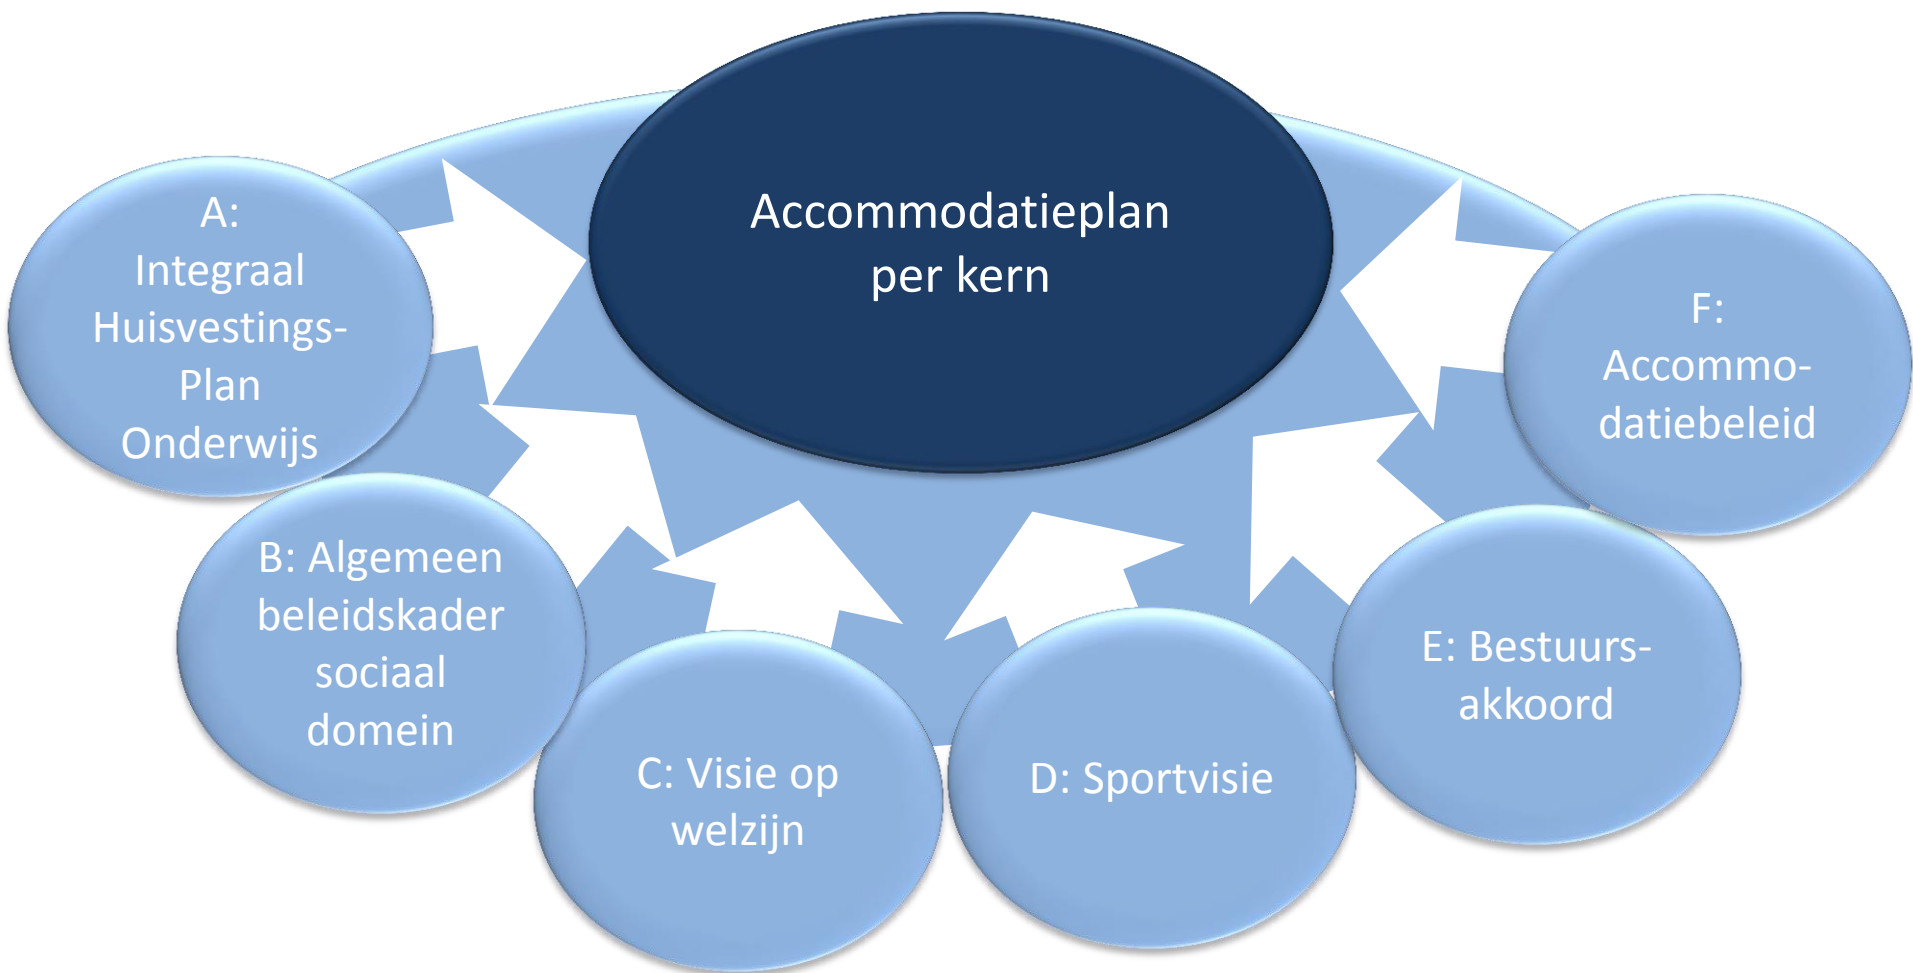 Accommodatieplan
per kern
A:
Integraal
Huisvestings-
Plan
Onderwijs
B: Algemeen
beleidskader
sociaal
domein
C: Visie op
welzijn
D: Sportvisie
E: Bestuurs-
akkoord
F:
Accommo-
datiebeleid